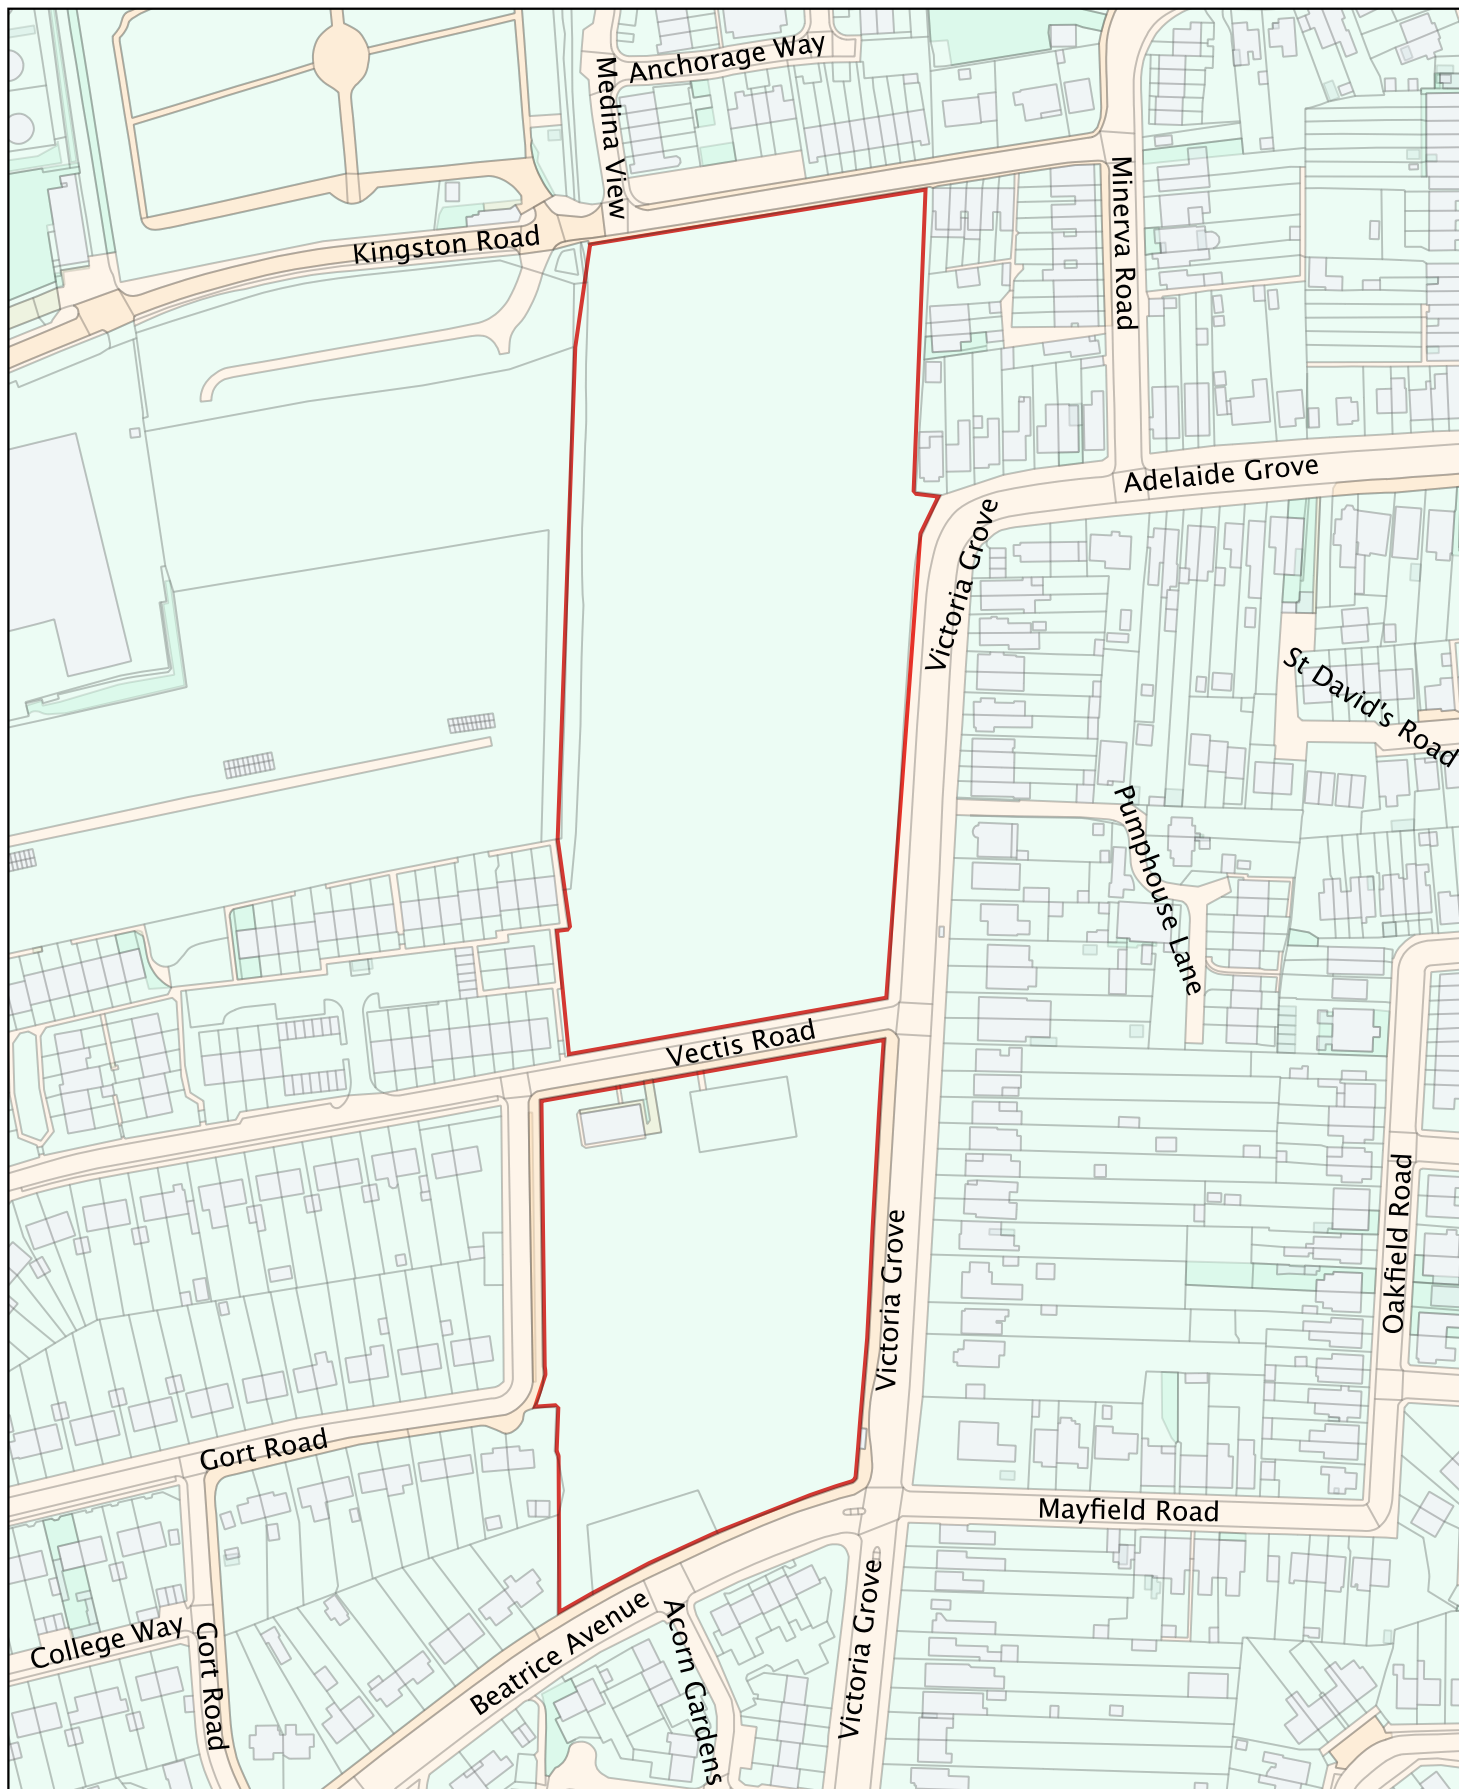 Anchorage Way
Medina View
Kingston Road
Minerva Road
Adelaide Grove
Victoria Grove
St David's Road
Pumphouse Lane
Vectis Road
Oakfield Road
Victoria Grove
Gort Road
Mayfield Road
College Way
Gort Road
Beatrice Avenue
Acorn Gardens
Victoria Grove